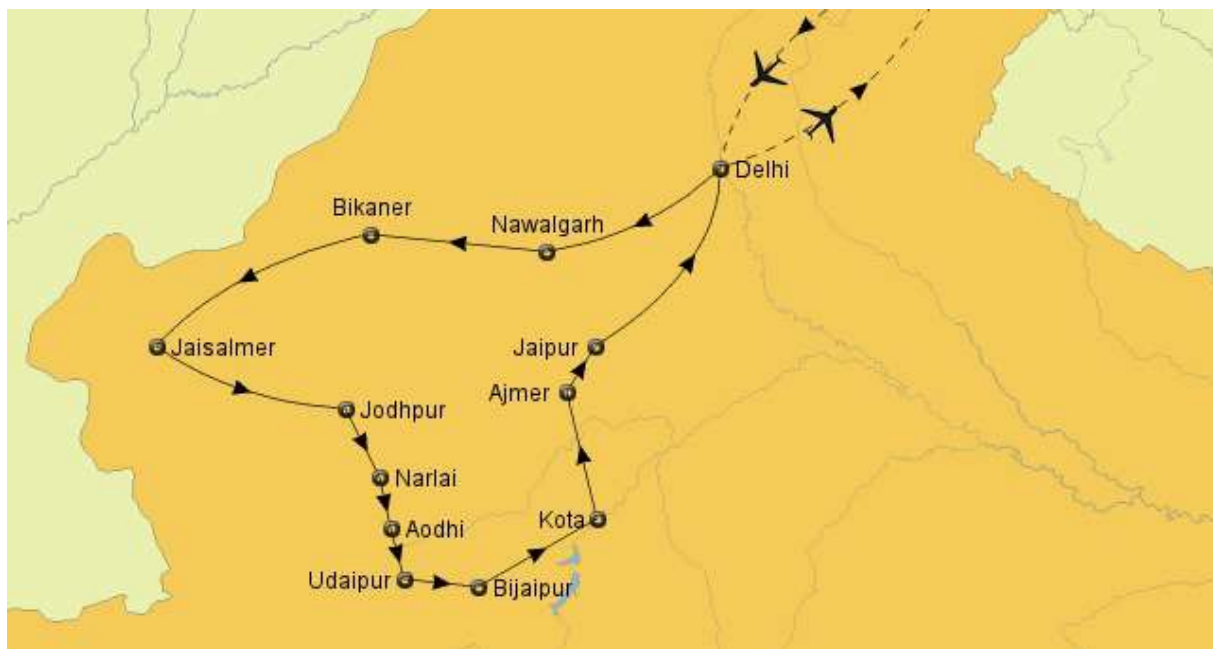 Delhi
Bikaner
Nawalgarh
Jaisalmer
Jaipur
Ajmer
Jodhpur
Narlai
Kota
Aodhi
Udaipur
Bijaipur